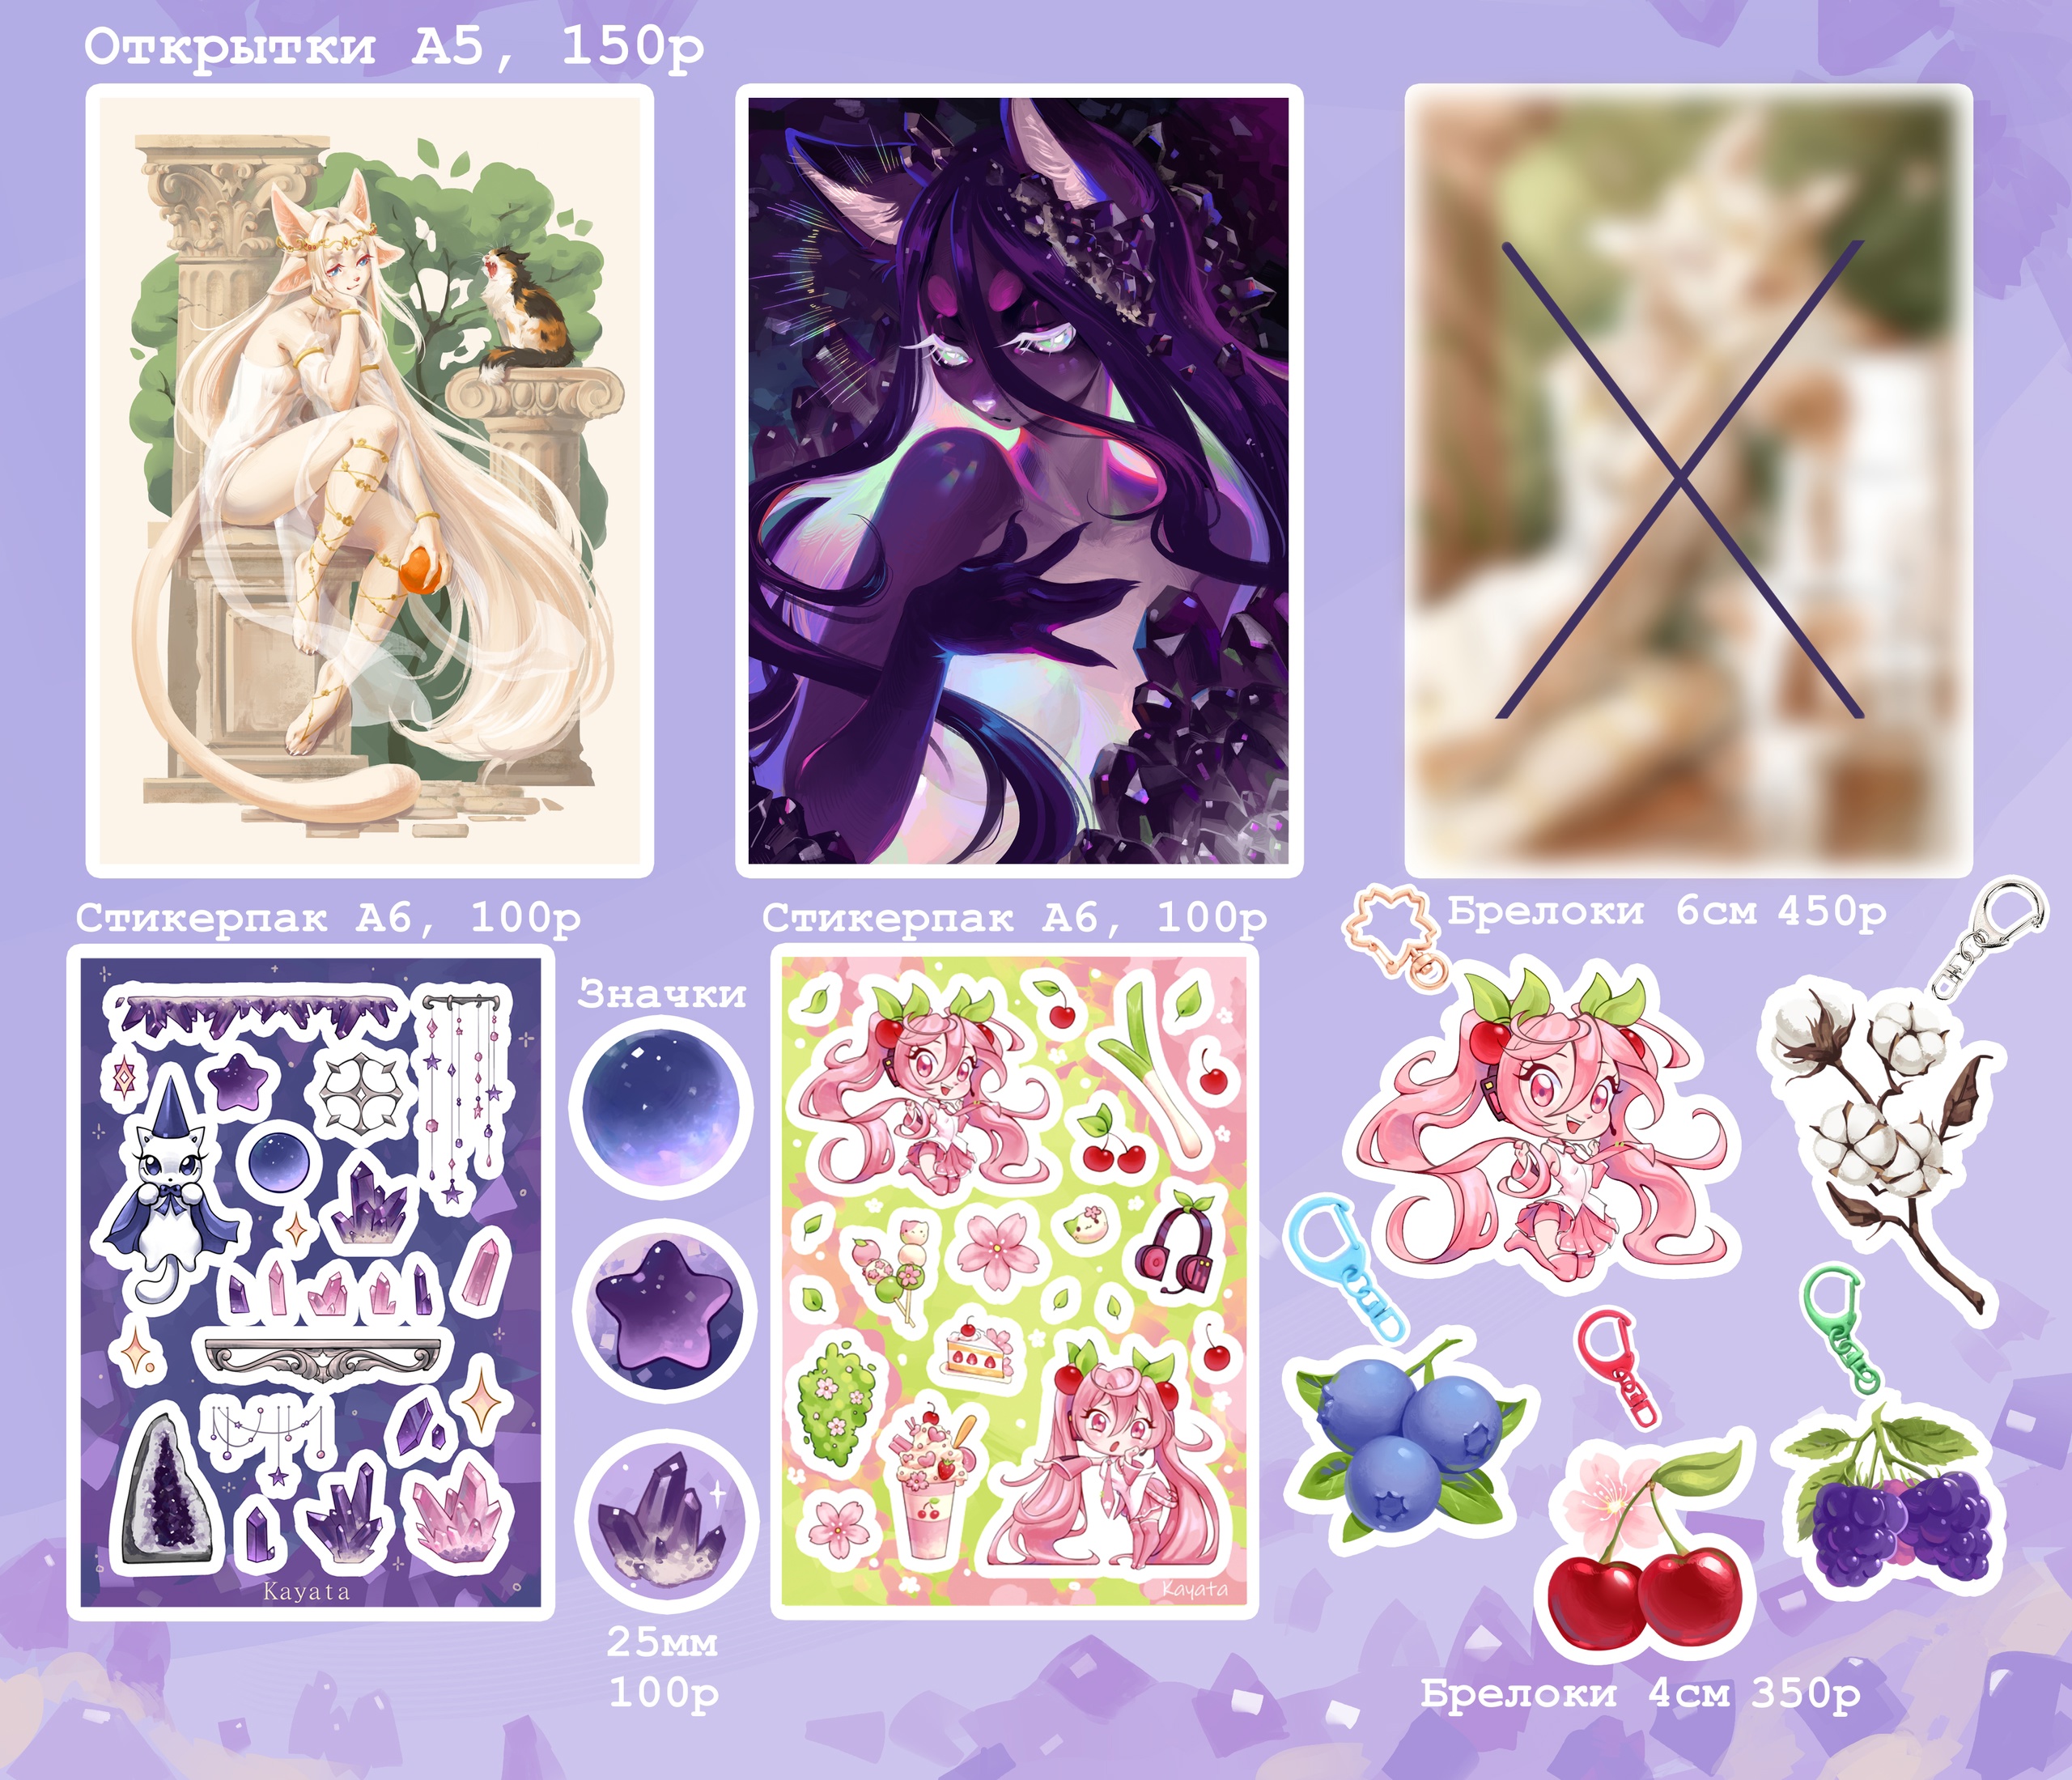 Открытки А5, 150р
Стикерпак А6, 100р
Стикерпак А6, 100р
Брелоки 6см 450р
Значки
Kayata
Kayata
25мм
100р
Брелоки 4см 350р